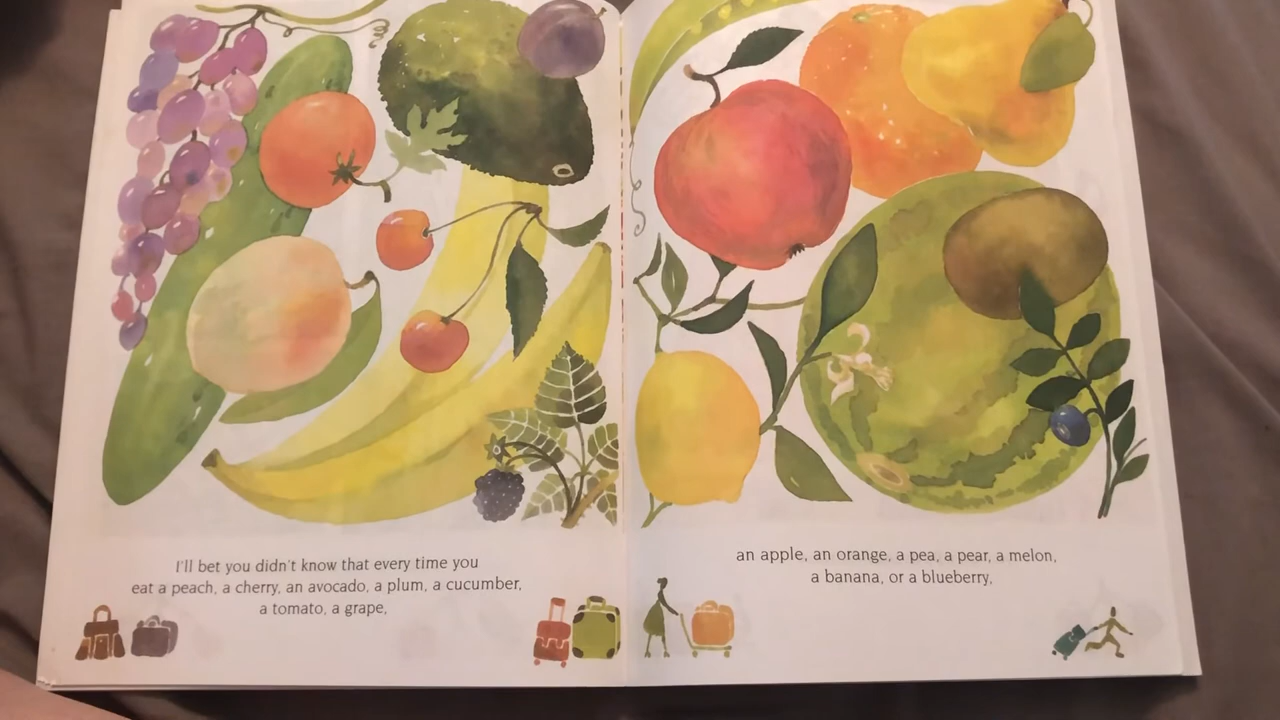 I'll bet you didn't know that every time you
eat a peach, a cherry, an avocado, a plum, a cucumber,
a tomato, a grape,
an apple, an orange, a pea, a pear, a melon,
a banana, or a blueberry,